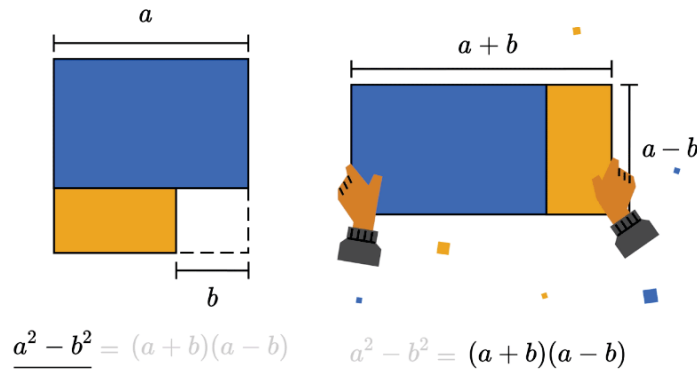 a
a + b
a − b
b
a² − b² = (a + b)(a − b)
a² − b² = (a + b)(a − b)